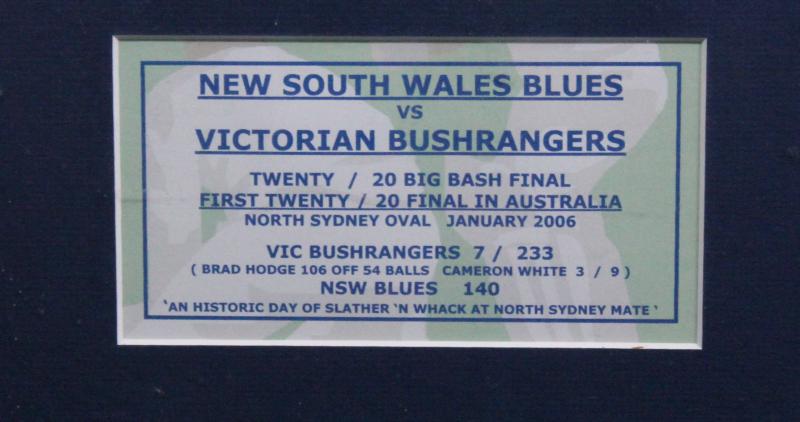 NEW SOUTH WALES BLUES
VS
VICTORIAN BUSHRANGERS
TWENTY / 20 BIG BASH FINAL
FIRST TWENTY / 20 FINAL IN AUSTRALIA
NORTH SYDNEY OVAL JANUARY 2006
VIC BUSHRANGERS 7 / 233
( BRAD HODGE 106 OFF 54 BALLS CAMERON WHITE 3 / 9 )
NSW BLUES 140
‘AN HISTORIC DAY OF SLATHER ‘N WHACK AT NORTH SYDNEY MATE ‘